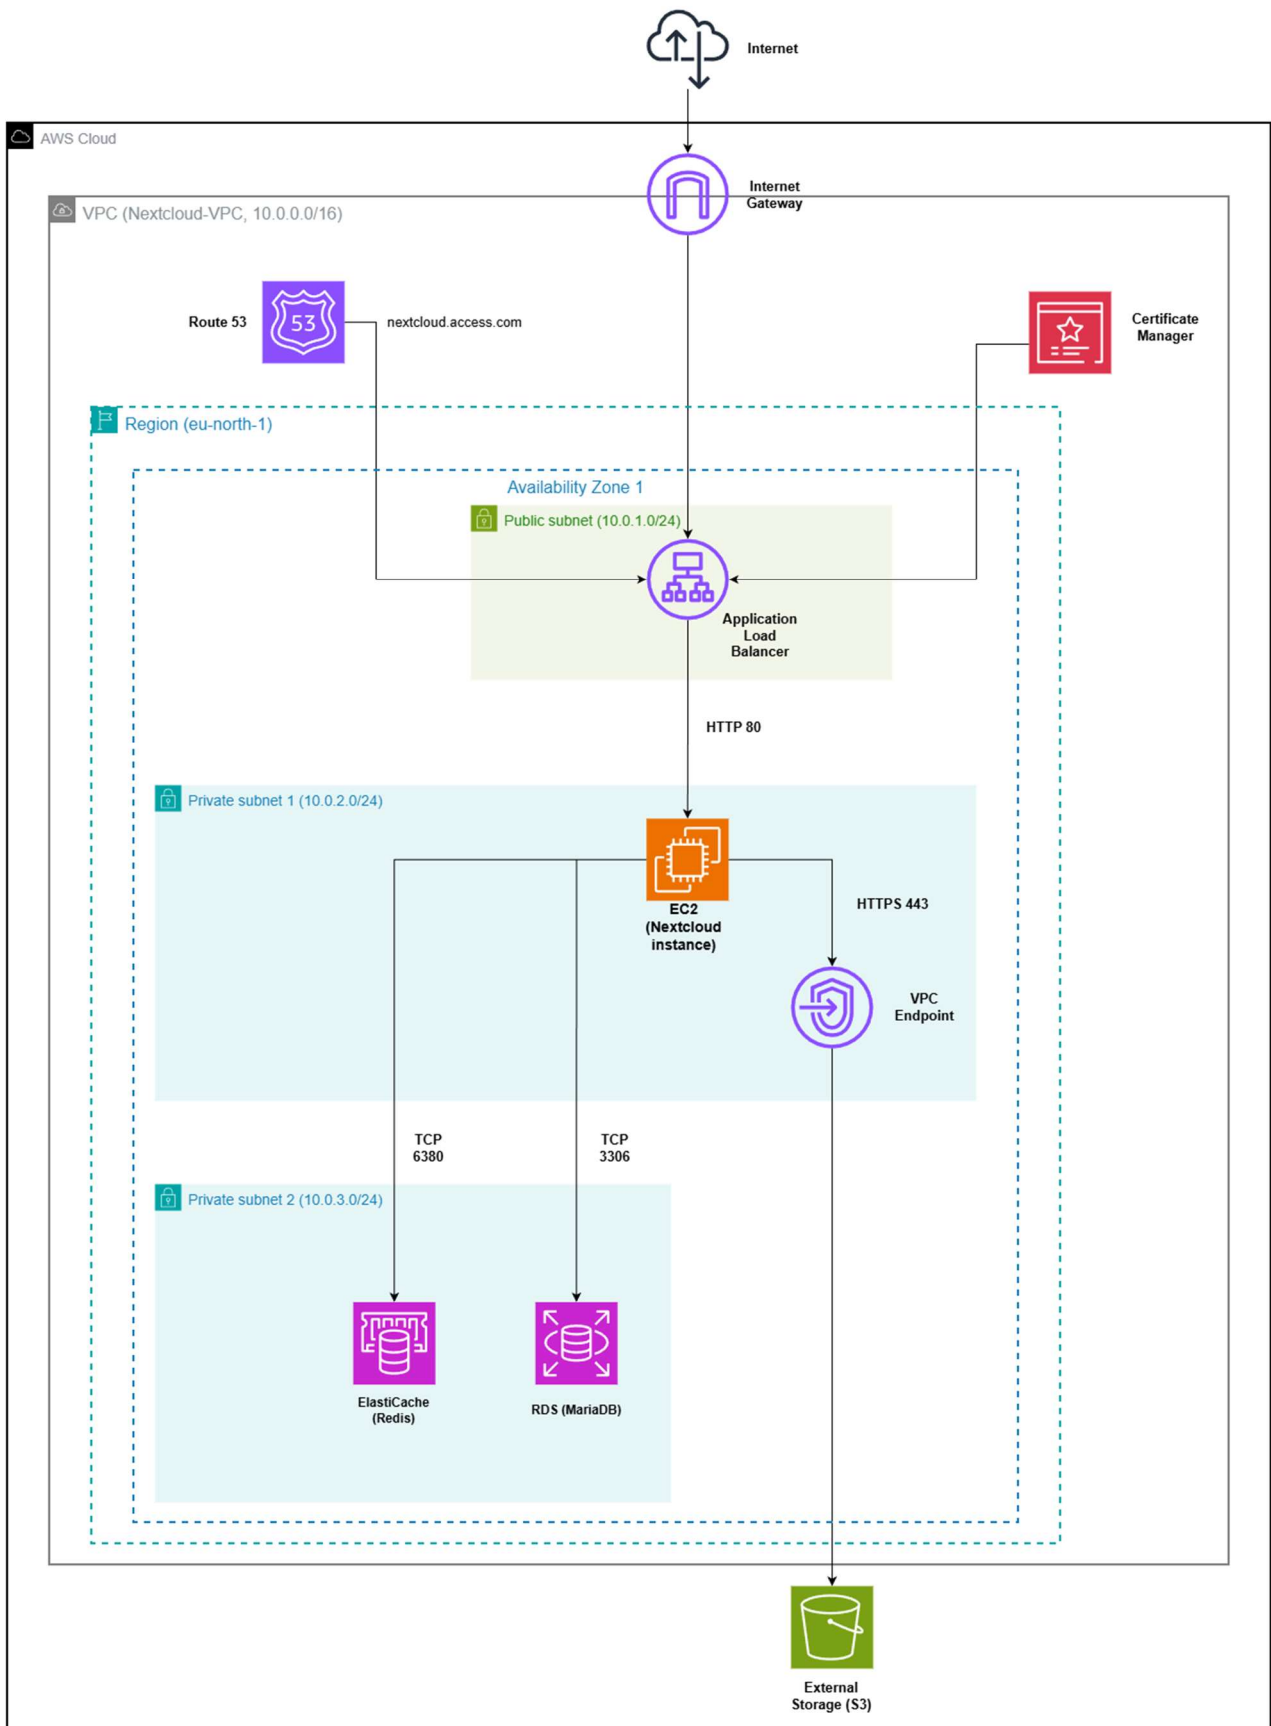 Internet
AWS Cloud
Internet
Gateway
VPC (Nextcloud-VPC, 10.0.0.0/16)
Route 53
53
nextcloud.access.com
Certificate
Manager
Region (eu-north-1)
Availability Zone 1
Public subnet (10.0.1.0/24)
Application
Load
Balancer
HTTP 80
Private subnet 1 (10.0.2.0/24)
EC2
(Nextcloud
instance)
HTTPS 443
VPC
Endpoint
TCP
6380
TCP
3306
Private subnet 2 (10.0.3.0/24)
ElastiCache
(Redis)
RDS (MariaDB)
External
Storage (S3)